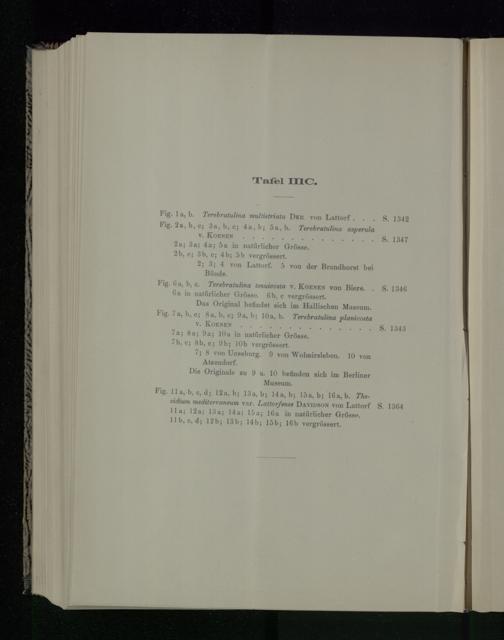 Tafel IIIC.
Fig. 1a, b. Terebratulina multistriata DKR. von Lattorf . . . S. 1342
Fig. 2a, b, c; 3a, b, c; 4a, b; 5a, b. Terebratulina asperula
v. KOENEN . . . . . . . . . . . . . . S. 1347
2a; 3a; 4a; 5a in natürlicher Grösse.
2b, c; 3b, c; 4b; 5b vergrössert.
2; 3; 4 von Lattorf. 5 von der Brandhorst bei
Bünde.
Fig. 6a, b, c. Terebratulina tenuicosta v. KOENEN von Biere. . S. 1346
6a in natürlicher Grösse. 6b, c vergrössert.
Das Original befindet sich im Hallischen Museum.
Fig. 7a, b, c; 8a, b, c; 9a, b; 10a, b. Terebratulina planicosta
v. KOENEN . . . . . . . . . . . . . . S. 1343
7a; 8a; 9a; 10a in natürlicher Grösse.
7b, c; 8b, c; 9b; 10b vergrössert.
7; 8 von Unseburg. 9 von Wolmirsleben. 10 von
Atzendorf.
Die Originale zu 9 u. 10 befinden sich im Berliner
Museum.
Fig. 11a, b, c, d; 12a, b; 13a, b; 14a, b; 15a, b; 16a, b. The-
cidium mediterraneum var. Lattorfensis DAVIDSON von Lattorf S. 1364
11a; 12a; 13a; 14a; 15a; 16a in natürlicher Grösse.
11b, c, d; 12b; 13b; 14b; 15b; 16b vergrössert.